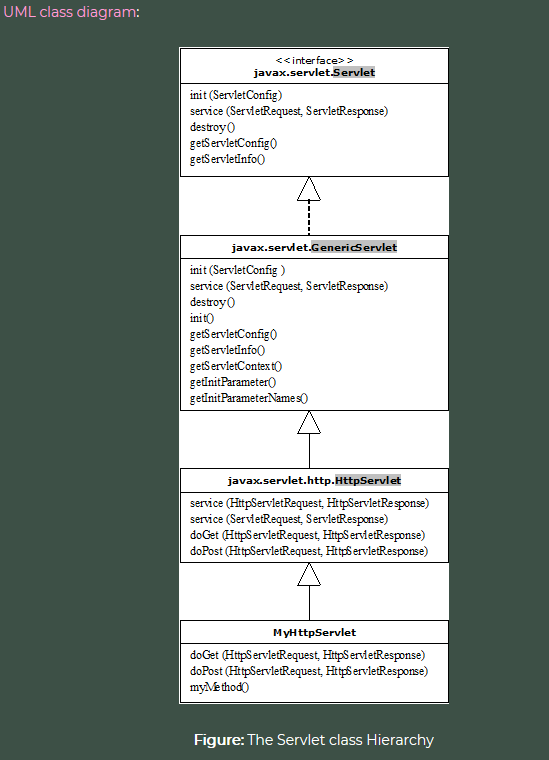 UML class diagram:
<<interface>>
javax.servlet.Servlet
init (ServletConfig)
service (ServletRequest, ServletResponse)
destroy()
getServletConfig()
getServletInfo()
javax.servlet.GenericServlet
init (ServletConfig )
service (ServletRequest, ServletResponse)
destroy()
init()
getServletConfig()
getServletInfo()
getServletContext()
getInitParameter()
getInitParameterNames()
javax.servlet.http.HttpServlet
service (HttpServletRequest, HttpServletResponse)
service (ServletRequest, ServletResponse)
doGet (HttpServletRequest, HttpServletResponse)
doPost (HttpServletRequest, HttpServletResponse)
MyHttpServlet
doGet (HttpServletRequest, HttpServletResponse)
doPost (HttpServletRequest, HttpServletResponse)
myMethod()
Figure: The Servlet class Hierarchy